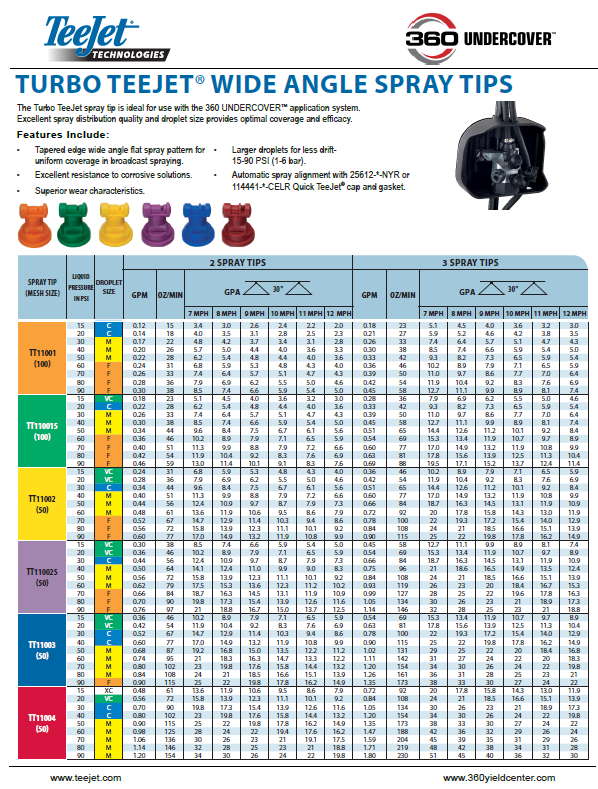 TeeJet®
TECHNOLOGIES
360 UNDERCOVER™
TURBO TEEJET® WIDE ANGLE SPRAY TIPS
The Turbo TeeJet spray tip is ideal for use with the 360 UNDERCOVER™ application system.
Excellent spray distribution quality and droplet size provides optimal coverage and efficacy.
Features Include:
• Tapered edge wide angle flat spray pattern for
uniform coverage in broadcast spraying.
• Excellent resistance to corrosive solutions.
• Superior wear characteristics.
• Larger droplets for less drift-
15-90 PSI (1-6 bar).
• Automatic spray alignment with 25612-*-NYR or
114441-*-CELR Quick TeeJet® cap and gasket.
SPRAY TIP
(MESH SIZE)
LIQUID
PRESSURE
IN PSI
DROPLET
SIZE
2 SPRAY TIPS 3 SPRAY TIPS
GPM OZ/MIN GPA 30" GPM OZ/MIN GPA 30"
7 MPH 8 MPH 9 MPH 10 MPH 11 MPH 12 MPH 7 MPH 8 MPH 9 MPH 10 MPH 11 MPH 12 MPH
TT11001
(100)
15 C 0.12 15 3.4 3.0 2.6 2.4 2.2 2.0 0.18 23 5.1 4.5 4.0 3.6 3.2 3.0
20 C 0.14 18 4.0 3.5 3.1 2.8 2.5 2.3 0.21 27 5.9 5.2 4.6 4.2 3.8 3.5
30 M 0.17 22 4.8 4.2 3.7 3.4 3.1 2.8 0.26 33 7.4 6.4 5.7 5.1 4.7 4.3
40 M 0.20 26 5.7 5.0 4.4 4.0 3.6 3.3 0.30 38 8.5 7.4 6.6 5.9 5.4 5.0
50 M 0.22 28 6.2 5.4 4.8 4.4 4.0 3.6 0.33 42 9.3 8.2 7.3 6.5 5.9 5.4
60 F 0.24 31 6.8 5.9 5.3 4.8 4.3 4.0 0.36 46 10.2 8.9 7.9 7.1 6.5 5.9
70 F 0.26 33 7.4 6.4 5.7 5.1 4.7 4.3 0.39 50 11.0 9.7 8.6 7.7 7.0 6.4
80 F 0.28 36 7.9 6.9 6.2 5.5 5.0 4.6 0.42 54 11.9 10.4 9.2 8.3 7.6 6.9
90 F 0.30 38 8.5 7.4 6.6 5.9 5.4 5.0 0.45 58 12.7 11.1 9.9 8.9 8.1 7.4
TT110015
(100)
15 VC 0.18 23 5.1 4.5 4.0 3.6 3.2 3.0 0.28 36 7.9 6.9 6.2 5.5 5.0 4.6
20 C 0.22 28 6.2 5.4 4.8 4.4 4.0 3.6 0.33 42 9.3 8.2 7.3 6.5 5.9 5.4
30 M 0.26 33 7.4 6.4 5.7 5.1 4.7 4.3 0.39 50 11.0 9.7 8.6 7.7 7.0 6.4
40 M 0.30 38 8.5 7.4 6.6 5.9 5.4 5.0 0.45 58 12.7 11.1 9.9 8.9 8.1 7.4
50 M 0.34 44 9.6 8.4 7.5 6.7 6.1 5.6 0.51 65 14.4 12.6 11.2 10.1 9.2 8.4
60 F 0.36 46 10.2 8.9 7.9 7.1 6.5 5.9 0.54 69 15.3 13.4 11.9 10.7 9.7 8.9
70 F 0.40 51 11.3 9.9 8.8 7.9 7.2 6.6 0.60 77 17.0 14.9 13.2 11.9 10.8 9.9
80 F 0.42 54 11.9 10.4 9.2 8.3 7.6 6.9 0.63 81 17.8 15.6 13.9 12.5 11.3 10.4
90 F 0.46 59 13.0 11.4 10.1 9.1 8.3 7.6 0.69 88 19.5 17.1 15.2 13.7 12.4 11.4
TT11002
(50)
15 VC 0.24 31 6.8 5.9 5.3 4.8 4.3 4.0 0.36 46 10.2 8.9 7.9 7.1 6.5 5.9
20 VC 0.28 36 7.9 6.9 6.2 5.5 5.0 4.6 0.42 54 11.9 10.4 9.2 8.3 7.6 6.9
30 C 0.34 44 9.6 8.4 7.5 6.7 6.1 5.6 0.51 65 14.4 12.6 11.2 10.1 9.2 8.4
40 M 0.40 51 11.3 9.9 8.8 7.9 7.2 6.6 0.60 77 17.0 14.9 13.2 11.9 10.8 9.9
50 M 0.44 56 12.4 10.9 9.7 8.7 7.9 7.3 0.66 84 18.7 16.3 14.5 13.1 11.9 10.9
60 M 0.48 61 13.6 11.9 10.6 9.5 8.6 7.9 0.72 92 20 17.8 15.8 14.3 13.0 11.9
70 F 0.52 67 14.7 12.9 11.4 10.3 9.4 8.6 0.78 100 22 19.3 17.2 15.4 14.0 12.9
80 F 0.56 72 15.8 13.9 12.3 11.1 10.1 9.2 0.84 108 24 21 18.5 16.6 15.1 13.9
90 F 0.60 77 17.0 14.9 13.2 11.9 10.8 9.9 0.90 115 25 22 19.8 17.8 16.2 14.9
TT110025
(50)
15 VC 0.30 38 8.5 7.4 6.6 5.9 5.4 5.0 0.45 58 12.7 11.1 9.9 8.9 8.1 7.4
20 VC 0.36 46 10.2 8.9 7.9 7.1 6.5 5.9 0.54 69 15.3 13.4 11.9 10.7 9.7 8.9
30 C 0.44 56 12.4 10.9 9.7 8.7 7.9 7.3 0.66 84 18.7 16.3 14.5 13.1 11.9 10.9
40 M 0.50 64 14.1 12.4 11.0 9.9 9.0 8.3 0.75 96 21 18.6 16.5 14.9 13.5 12.4
50 M 0.56 72 15.8 13.9 12.3 11.1 10.1 9.2 0.84 108 24 21 18.5 16.6 15.1 13.9
60 M 0.62 79 17.5 15.3 13.6 12.3 11.2 10.2 0.93 119 26 23 20 18.4 16.7 15.3
70 F 0.66 84 18.7 16.3 14.5 13.1 11.9 10.9 0.99 127 28 25 22 19.6 17.8 16.3
80 F 0.70 90 19.8 17.3 15.4 13.9 12.6 11.6 1.05 134 30 26 23 21 18.9 17.3
90 F 0.76 97 21 18.8 16.7 15.0 13.7 12.5 1.14 146 32 28 25 23 21 18.8
TT11003
(50)
15 VC 0.36 46 10.2 8.9 7.9 7.1 6.5 5.9 0.54 69 15.3 13.4 11.9 10.7 9.7 8.9
20 VC 0.42 54 11.9 10.4 9.2 8.3 7.6 6.9 0.63 81 17.8 15.6 13.9 12.5 11.3 10.4
30 C 0.52 67 14.7 12.9 11.4 10.3 9.4 8.6 0.78 100 22 19.3 17.2 15.4 14.0 12.9
40 C 0.60 77 17.0 14.9 13.2 11.9 10.8 9.9 0.90 115 25 22 19.8 17.8 16.2 14.9
50 M 0.68 87 19.2 16.8 15.0 13.5 12.2 11.2 1.02 131 29 25 22 20 18.4 16.8
60 M 0.74 95 21 18.3 16.3 14.7 13.3 12.2 1.11 142 31 27 24 22 20 18.3
70 M 0.80 102 23 19.8 17.6 15.8 14.4 13.2 1.20 154 34 30 26 24 22 19.8
80 M 0.84 108 24 21 18.5 16.6 15.1 13.9 1.26 161 36 31 28 25 23 21
90 F 0.90 115 25 22 19.8 17.8 16.2 14.9 1.35 173 38 33 30 27 24 22
TT11004
(50)
15 XC 0.48 61 13.6 11.9 10.6 9.5 8.6 7.9 0.72 92 20 17.8 15.8 14.3 13.0 11.9
20 VC 0.56 72 15.8 13.9 12.3 11.1 10.1 9.2 0.84 108 24 21 18.5 16.6 15.1 13.9
30 C 0.70 90 19.8 17.3 15.4 13.9 12.6 11.6 1.05 134 30 26 23 21 18.9 17.3
40 C 0.80 102 23 19.8 17.6 15.8 14.4 13.2 1.20 154 34 30 26 24 22 19.8
50 M 0.90 115 25 22 19.8 17.8 16.2 14.9 1.35 173 38 33 30 27 24 22
60 M 0.98 125 28 24 22 19.4 17.6 16.2 1.47 188 42 36 32 29 26 24
70 M 1.06 136 30 26 23 21 19.1 17.5 1.59 204 45 39 35 31 29 26
80 M 1.14 146 32 28 25 23 21 18.8 1.71 219 48 42 38 34 31 28
90 M 1.20 154 34 30 26 24 22 19.8 1.80 230 51 45 40 36 32 30
www.teejet.com
www.360yieldcenter.com